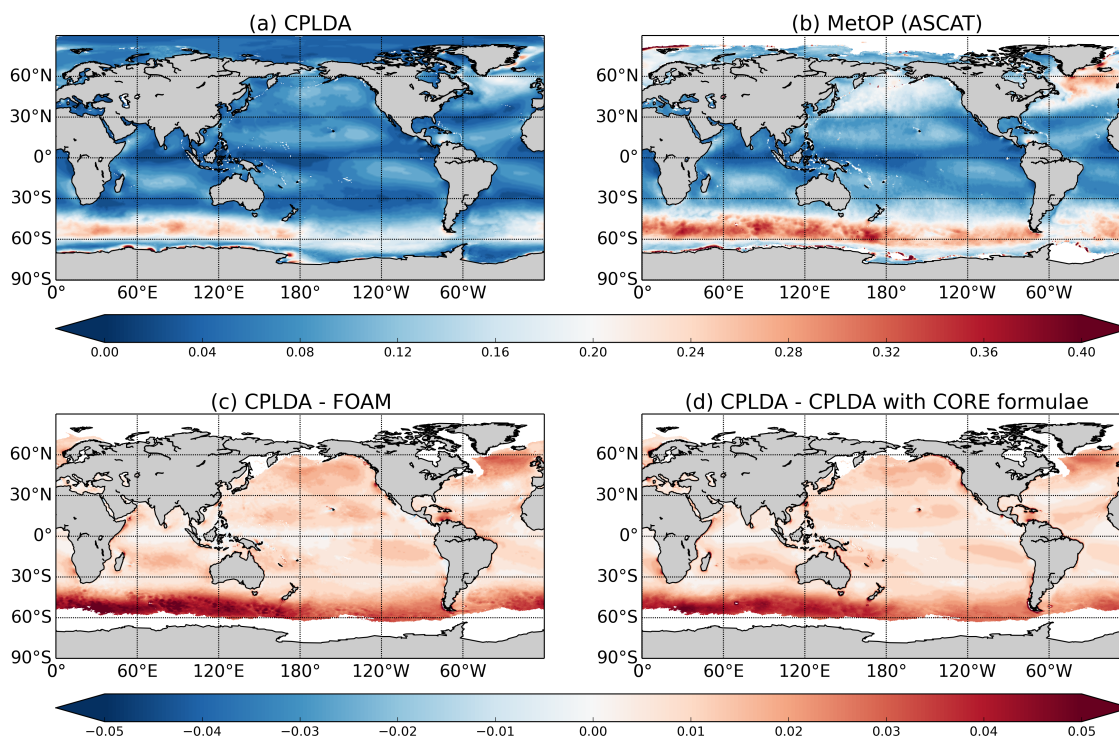 (a) CPLDA
(b) MetOP (ASCAT)
60°N
30°N
0°
30°S
60°S
90°S
0° 60°E 120°E 180° 120°W 60°W
60°N
30°N
0°
30°S
60°S
90°S
0° 60°E 120°E 180° 120°W 60°W
0.00 0.04 0.08 0.12 0.16 0.20 0.24 0.28 0.32 0.36 0.40
(c) CPLDA - FOAM
(d) CPLDA - CPLDA with CORE formulae
60°N
30°N
0°
30°S
60°S
90°S
0° 60°E 120°E 180° 120°W 60°W
60°N
30°N
0°
30°S
60°S
90°S
0° 60°E 120°E 180° 120°W 60°W
−0.05 −0.04 −0.03 −0.02 −0.01 0.00 0.01 0.02 0.03 0.04 0.05